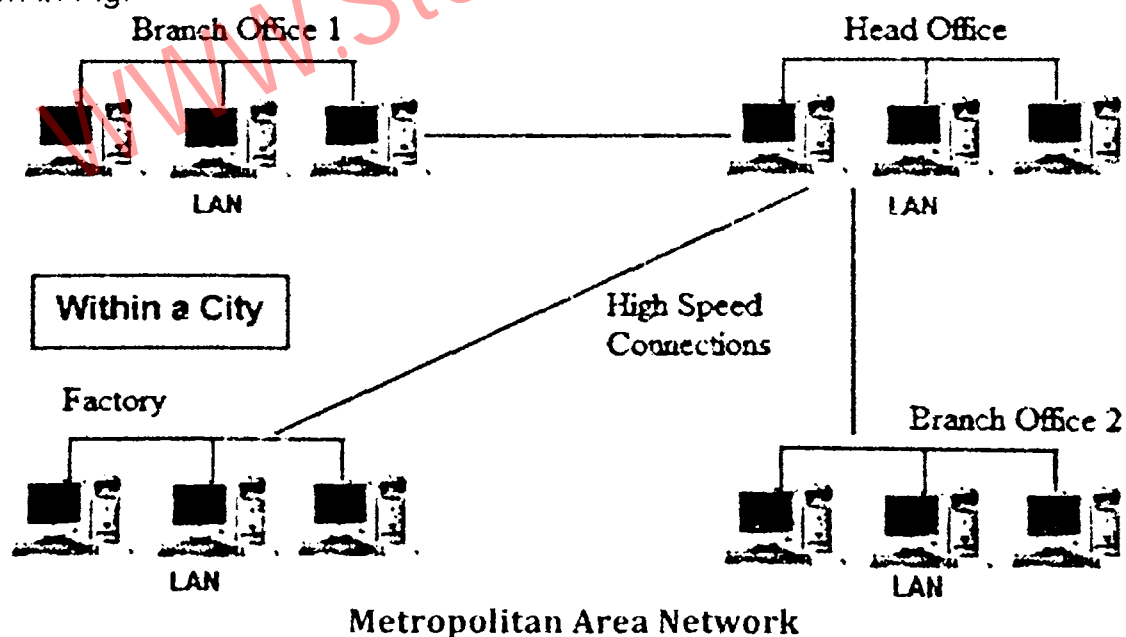 Branch Office 1
Head Office
LAN
LAN
Within a City
High Speed
Connections
Factory
Branch Office 2
LAN
LAN
Metropolitan Area Network